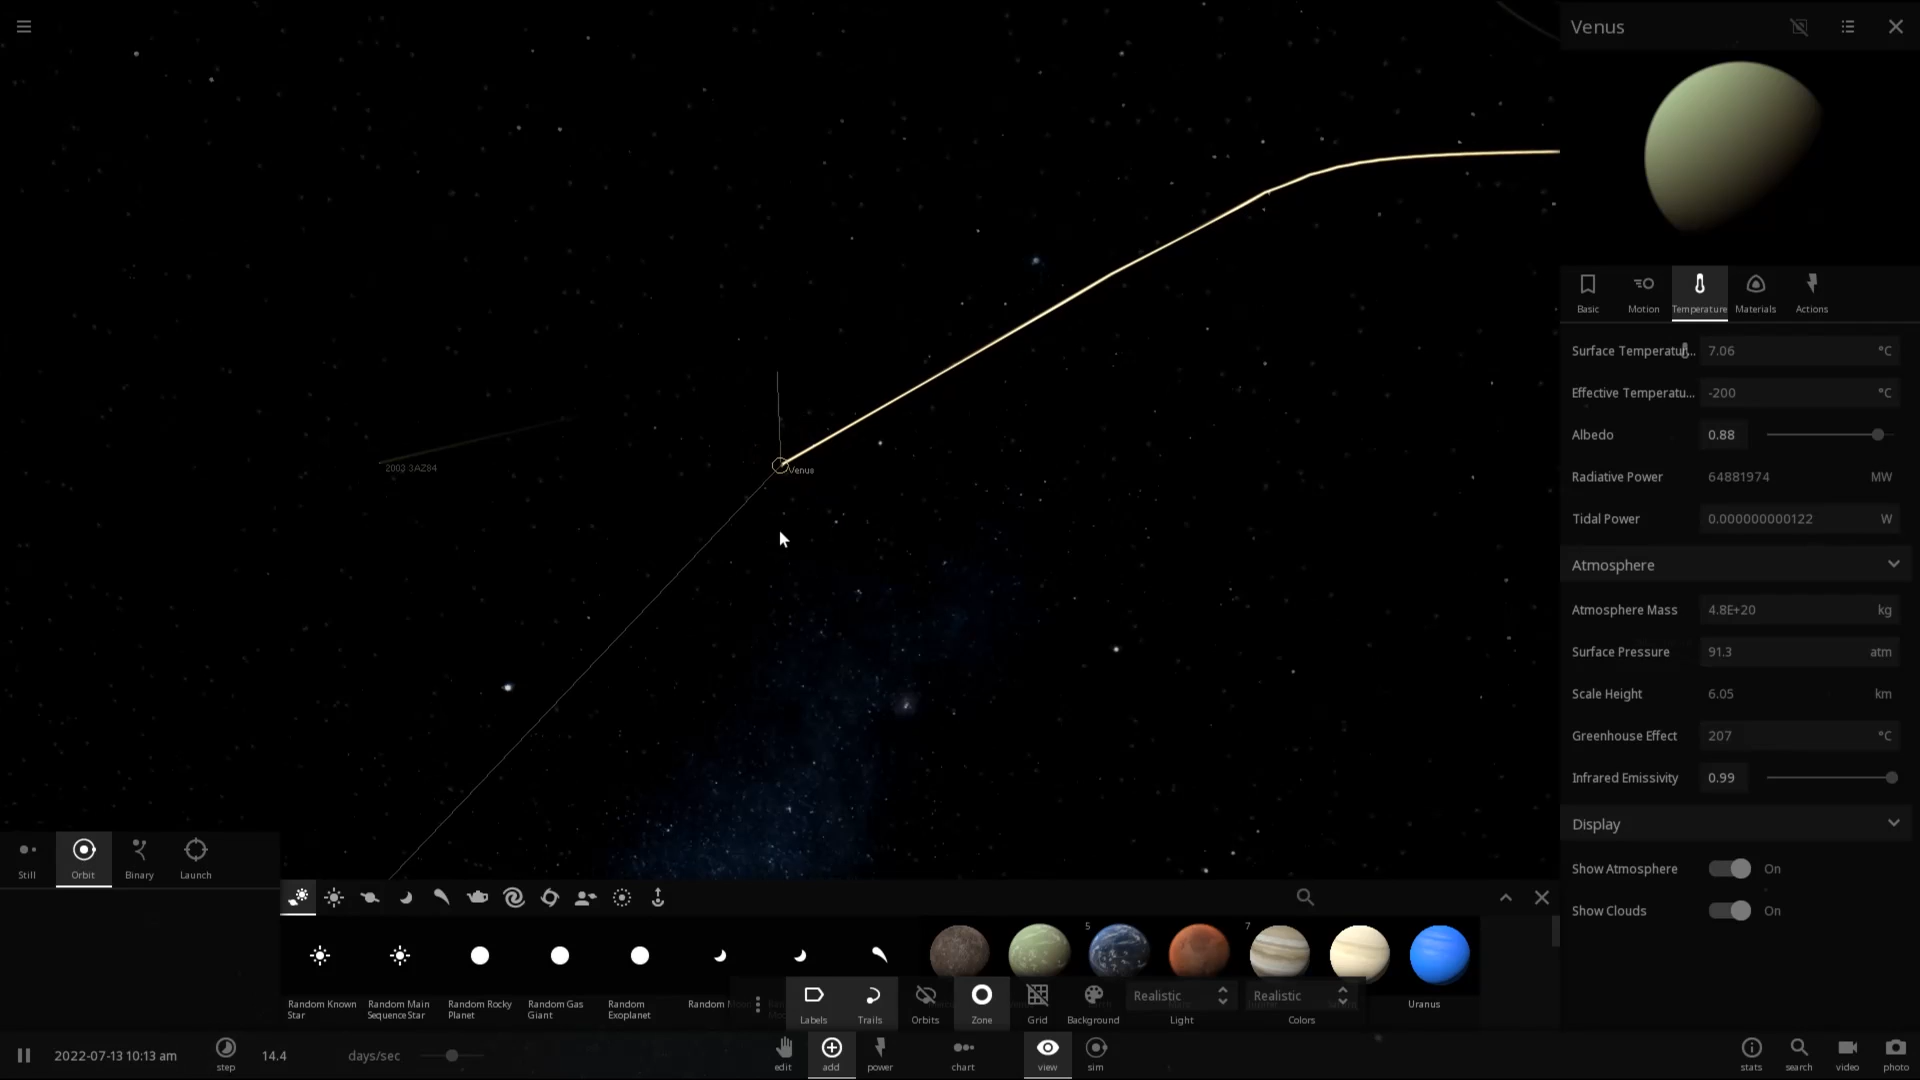 Venus
Basic
Motion
Temperature
Materials
Actions
Surface Temperatur...
7.06
°C
Effective Temperatu...
-200
°C
Albedo
0.88
Radiative Power
64881974
MW
Tidal Power
0.000000000122
W
Atmosphere
Atmosphere Mass
4.8E+20
kg
Surface Pressure
91.3
atm
Scale Height
6.05
km
Greenhouse Effect
207
°C
Infrared Emissivity
0.99
Display
Show Atmosphere
On
Show Clouds
On
2003 3AZ84
Venus
Still
Orbit
Binary
Launch
5
7
Random Known
Star
Random Main
Sequence Star
Random Rocky
Planet
Random Gas
Giant
Random
Exoplanet
Random
Uranus
Labels
Trails
Orbits
Zone
Grid
Background
Realistic
Light
Realistic
Colors
2022-07-13 10:13 am
step
14.4
days/sec
edit
add
power
chart
view
sim
stats
search
video
photo